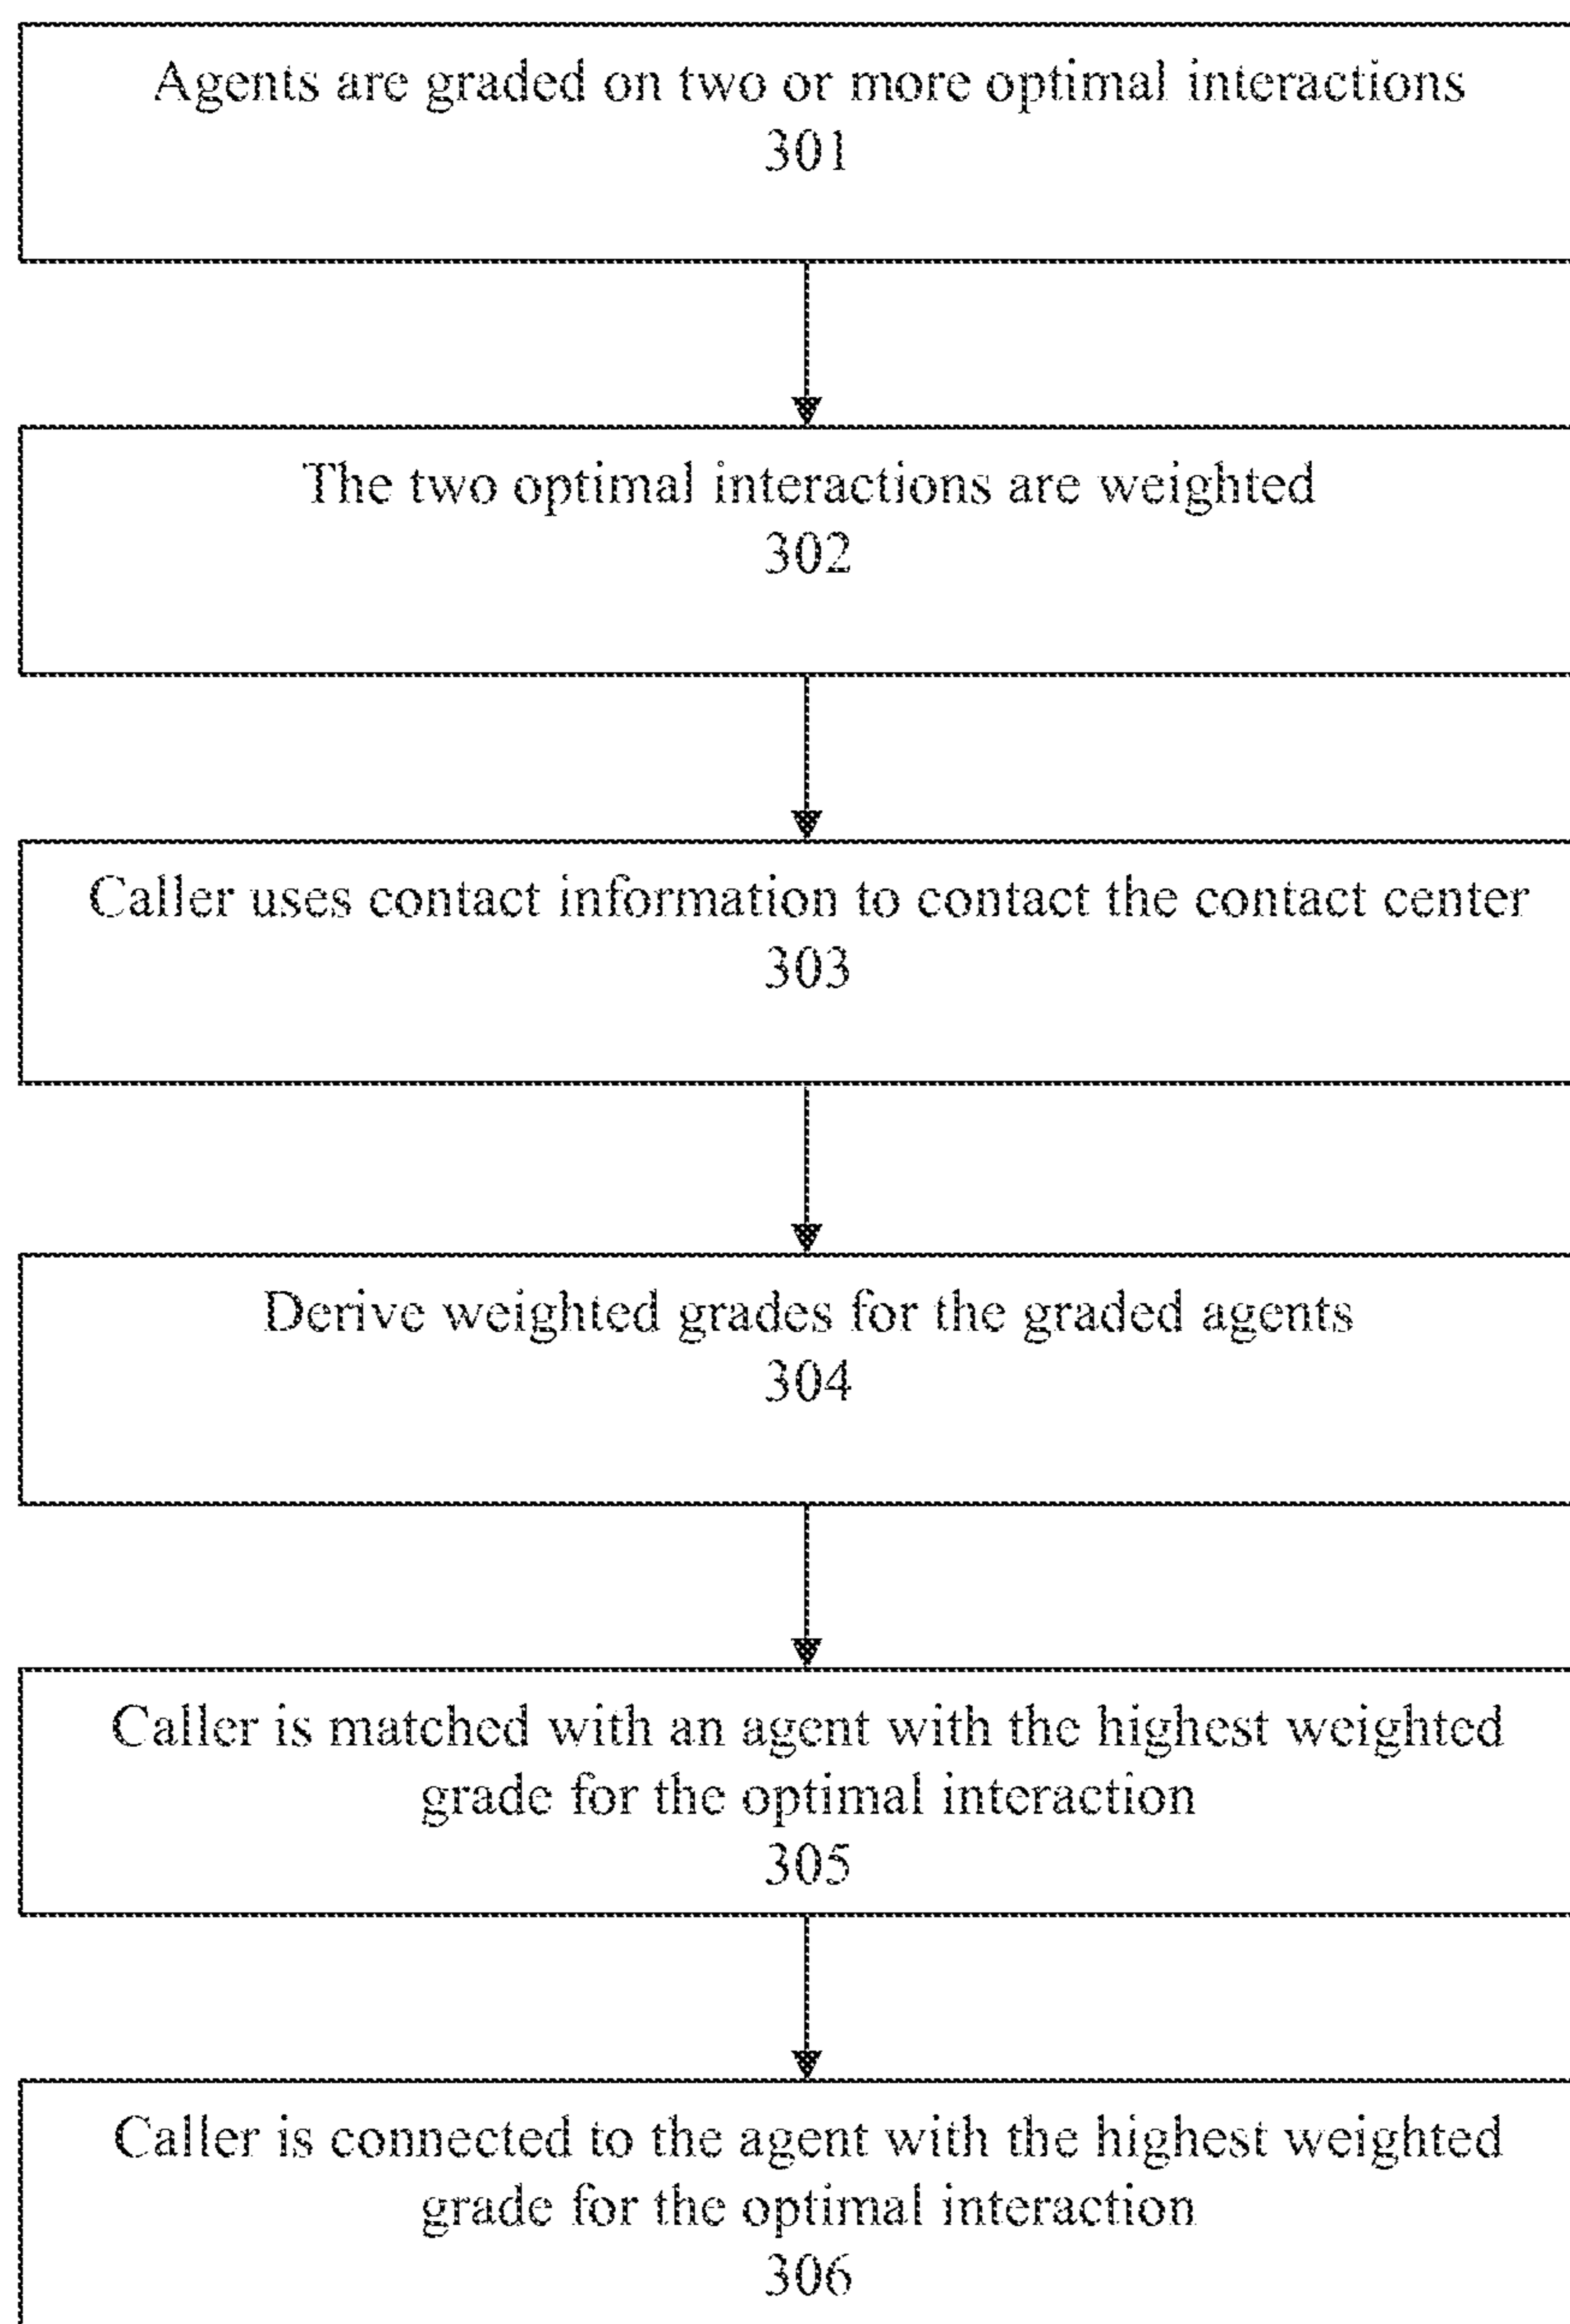 Agents are graded on two or more optimal interactions
301
The two optimal interactions are weighted
302
Caller uses contact information to contact the contact center
303
Derive weighted grades for the graded agents
304
Caller is matched with an agent with the highest weighted
grade for the optimal interaction
305
Caller is connected to the agent with the highest weighted
grade for the optimal interaction
306